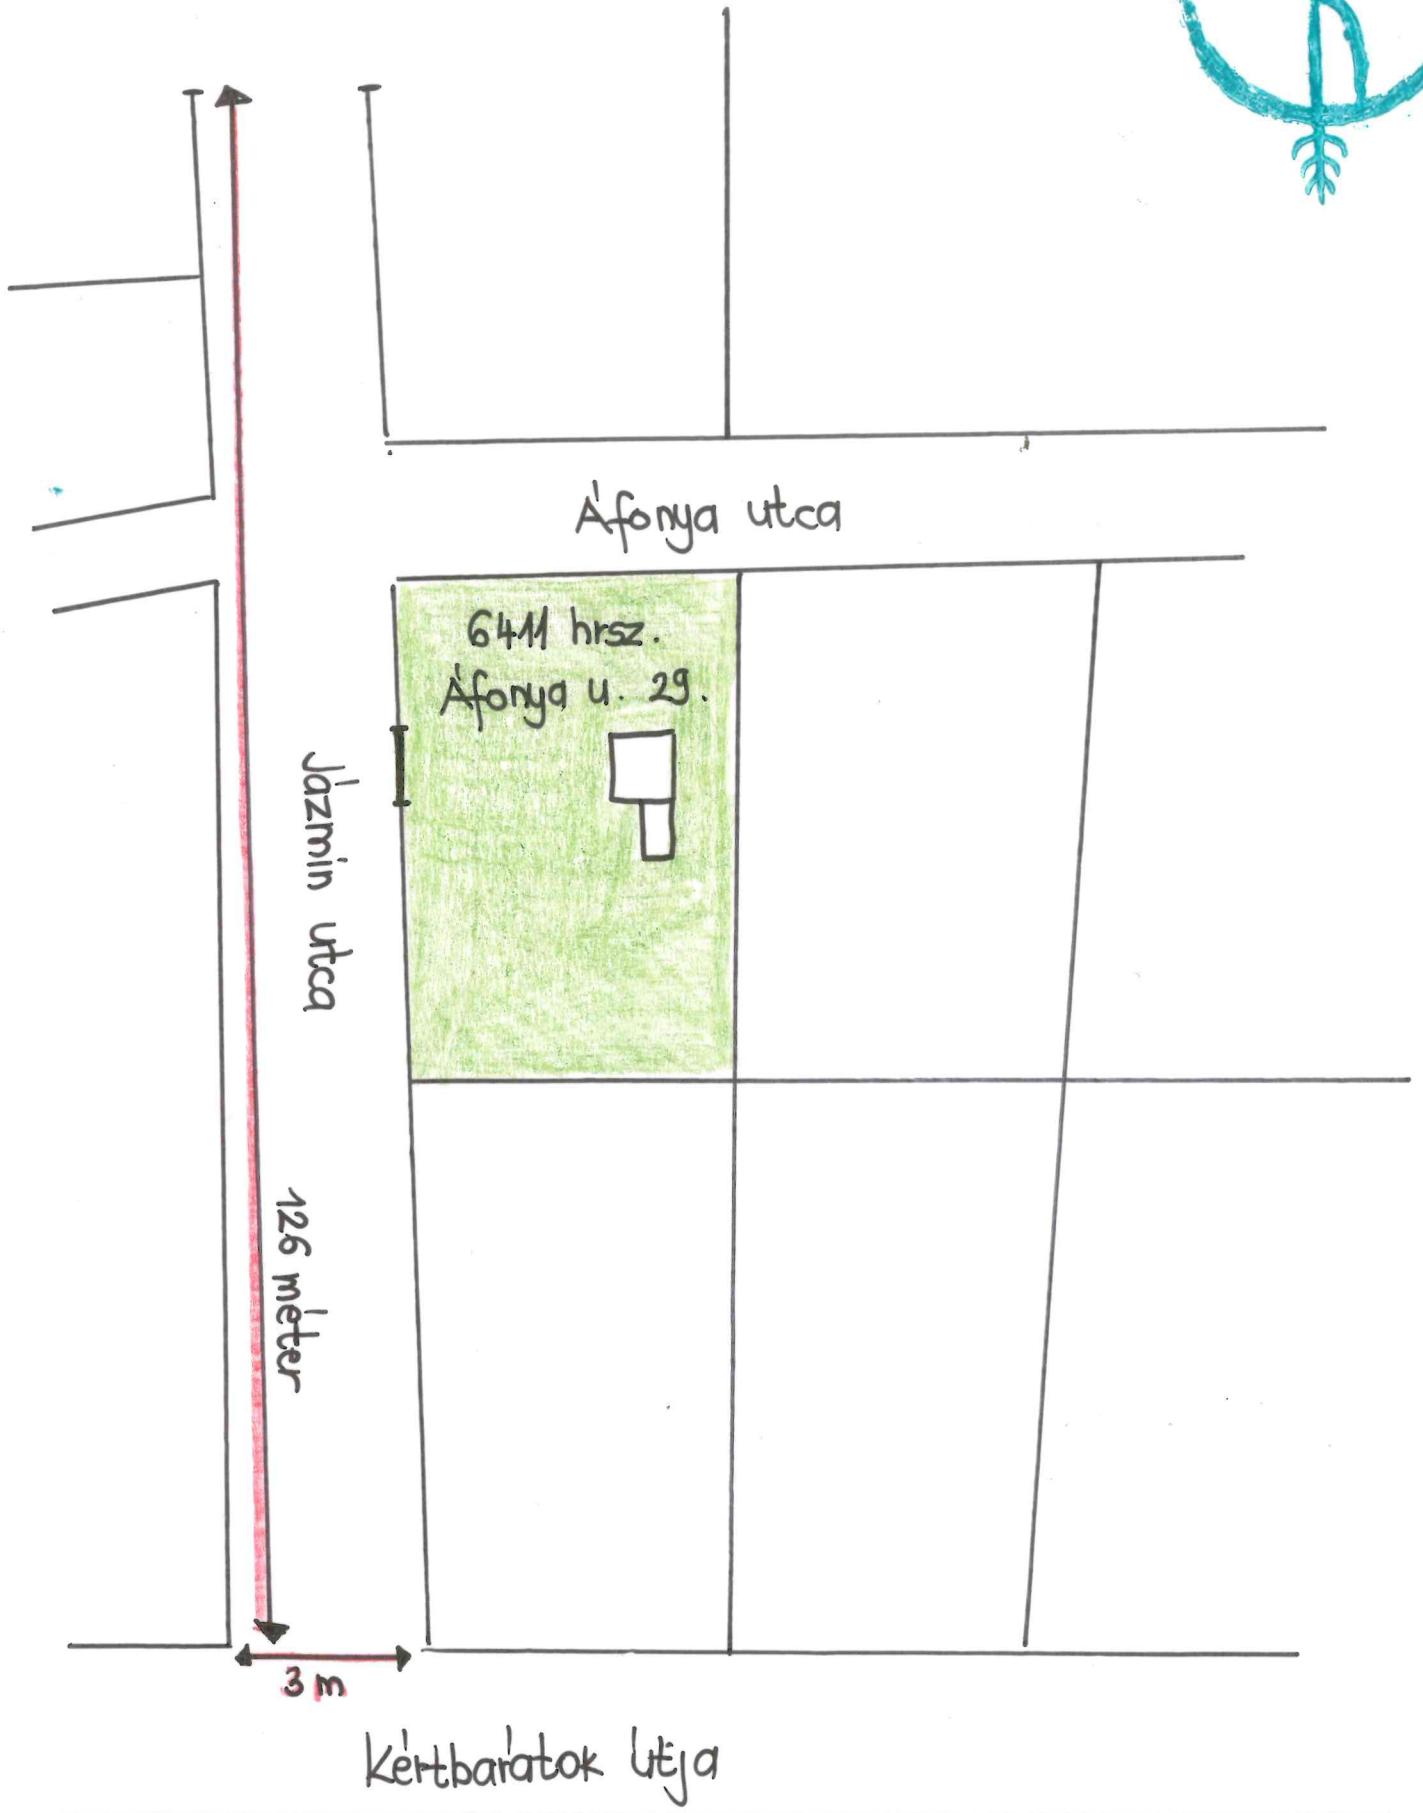 Áfonya utca
6411 hrsz.
Áfonya u. 29.
Jázmin utca
126 méter
3 m
Kértbarátok útja